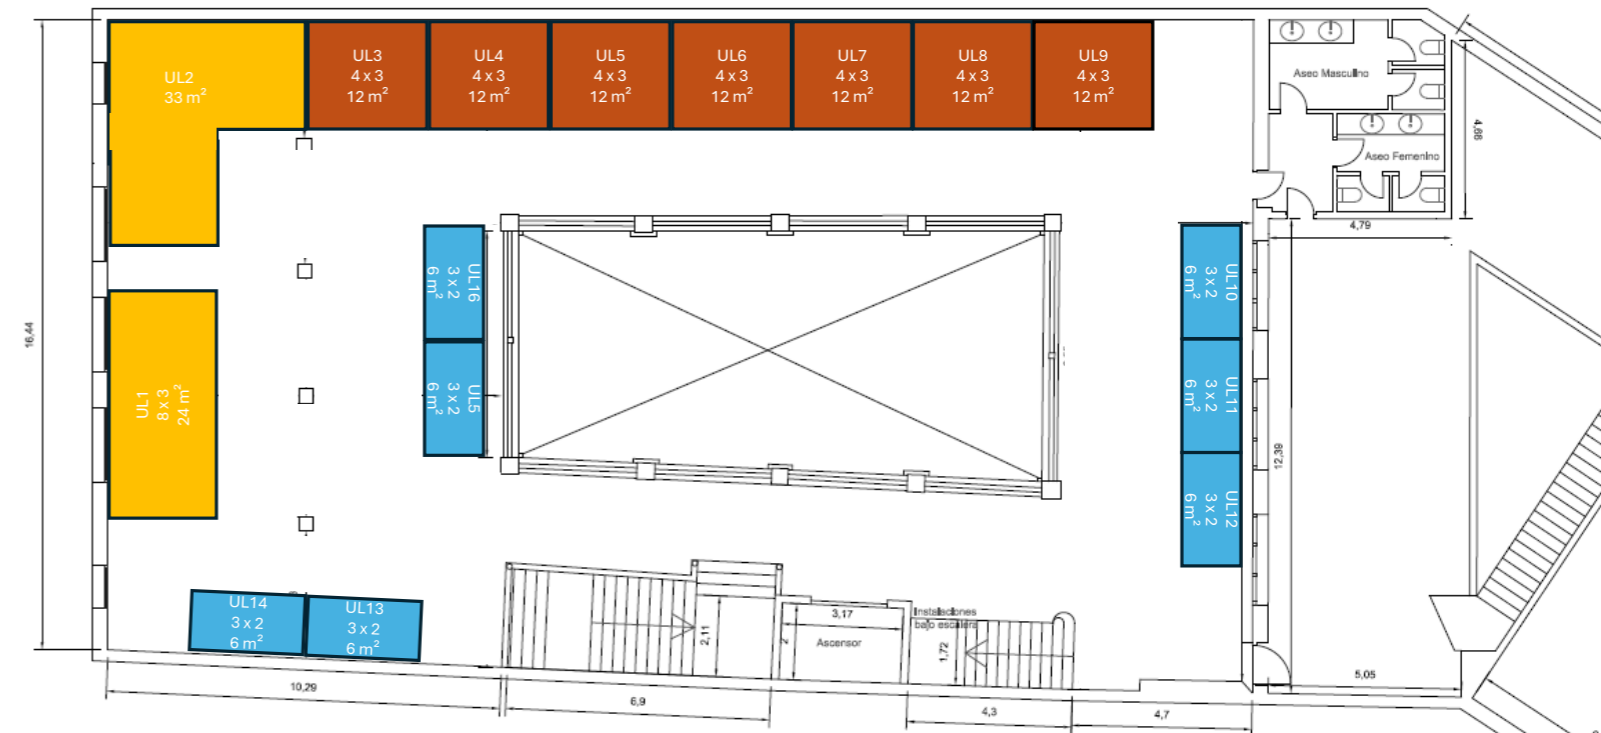 UL2
33 m²
UL3
4 x 3
12 m²
UL4
4 x 3
12 m²
UL5
4 x 3
12 m²
UL6
4 x 3
12 m²
UL7
4 x 3
12 m²
UL8
4 x 3
12 m²
UL9
4 x 3
12 m²
Aseo Masculino
Aseo Femenino
4,68
4,79
16,44
UL1
8 x 3
24 m²
UL16
3 x 2
6 m²
UL5
3 x 2
6 m²
UL10
3 x 2
6 m²
UL11
3 x 2
6 m²
UL12
3 x 2
6 m²
12,39
UL14
3 x 2
6 m²
UL13
3 x 2
6 m²
2,11
3,17
2
Ascensor
Instalaciones
bajo escalera
1,72
10,29
6,9
4,3
4,7
5,05